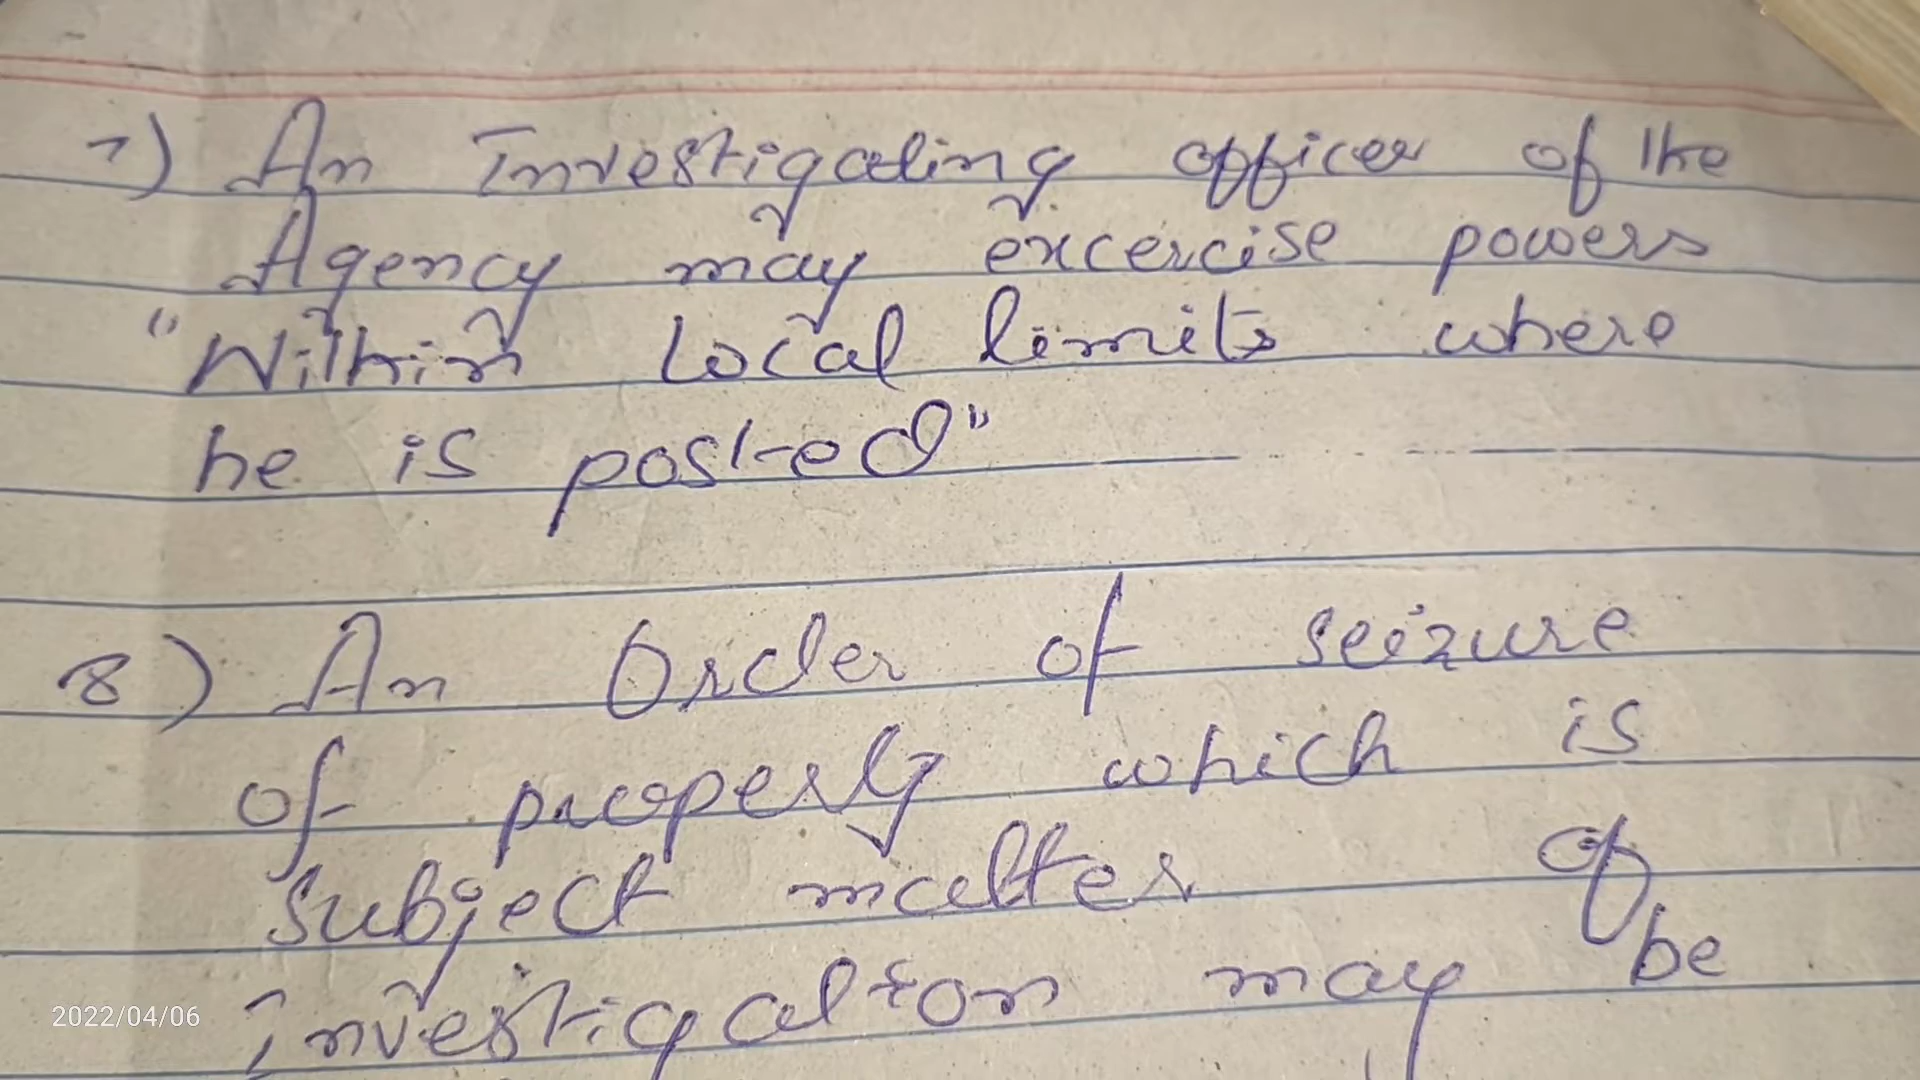 7) An Investigating officer of the
Agency may excercise powers
"Within Local limits where
he is posted"
8) An Order of seizure
of property which is
subject matter of
investigation may be
2022/04/06